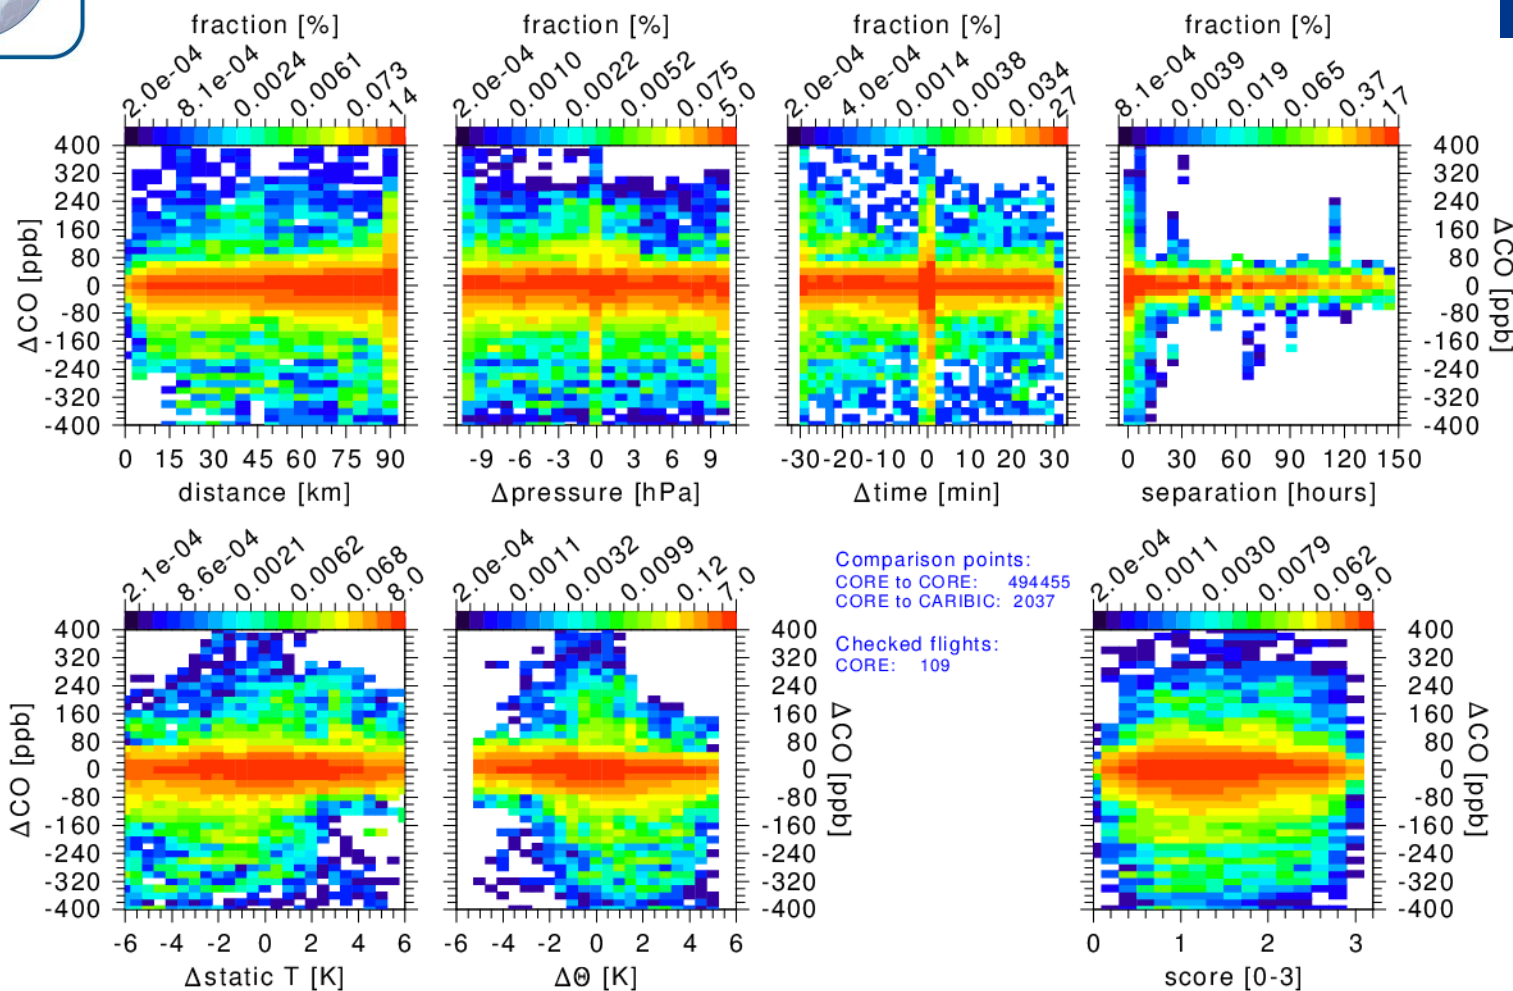 fraction [%] fraction [%] fraction [%] fraction [%]
2.0e-04 8.1e-04 0.0024 0.0061 0.073 14
2.0e-04 0.0010 0.0022 0.0052 0.075 5.0
2.0e-04 4.0e-04 0.0014 0.0038 0.034 27
8.1e-04 0.0039 0.019 0.065 0.37 17
ΔCO [ppb]
400
320
240
160
80
0
-80
-160
-240
-320
-400
400
320
240
160
80
0
-80
-160
-240
-320
-400
ΔCO [ppb]
0 15 30 45 60 75 90
-9 -6 -3 0 3 6 9
-30 -20 -10 0 10 20 30
0 30 60 90 120 150
distance [km] Δpressure [hPa] Δtime [min] separation [hours]
2.1e-04 8.6e-04 0.0021 0.0062 0.068 8.0
2.0e-04 0.0011 0.0032 0.0099 0.12 7.0
2.0e-04 0.0011 0.0030 0.0079 0.062 9.0
Comparison points:
CORE to CORE: 494455
CORE to CARIBIC: 2037
Checked flights:
CORE: 109
ΔCO [ppb]
400
320
240
160
80
0
-80
-160
-240
-320
-400
400
320
240
160
80
0
-80
-160
-240
-320
-400
ΔCO [ppb]
400
320
240
160
80
0
-80
-160
-240
-320
-400
ΔCO [ppb]
-6 -4 -2 0 2 4 6
-6 -4 -2 0 2 4 6
0 1 2 3
Δstatic T [K] ΔΘ [K] score [0-3]